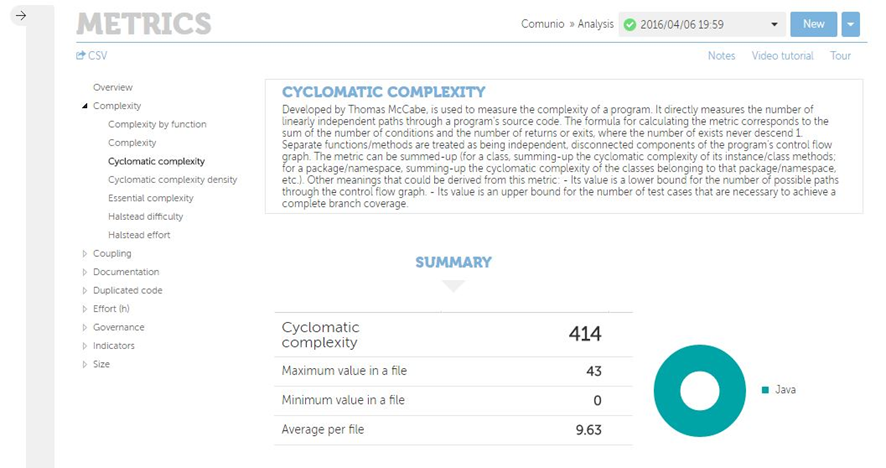 METRICS
Comunio » Analysis
2016/04/06 19:59
New
CSV
Notes
Video tutorial
Tour
Overview
Complexity
Complexity by function
Complexity
Cyclomatic complexity
Cyclomatic complexity density
Essential complexity
Halstead difficulty
Halstead effort
Coupling
Documentation
Duplicated code
Effort (h)
Governance
Indicators
Size
CYCLOMATIC COMPLEXITY
Developed by Thomas McCabe, is used to measure the complexity of a program. It directly measures the number of
linearly independent paths through a program's source code. The formula for calculating the metric corresponds to the
sum of the number of conditions and the number of returns or exits, where the number of exists never descend 1.
Separate functions/methods are treated as being independent, disconnected components of the program's control flow
graph. The metric can be summed-up (for a class, summing-up the cyclomatic complexity of its instance/class methods;
for a package/namespace, summing-up the cyclomatic complexity of the classes belonging to that package/namespace,
etc.). Other meanings that could be derived from this metric: - Its value is a lower bound for the number of possible paths
through the control flow graph. - Its value is an upper bound for the number of test cases that are necessary to achieve a
complete branch coverage.
SUMMARY
Cyclomatic
complexity
414
Maximum value in a file 43
Minimum value in a file 0
Average per file 9.63
Java